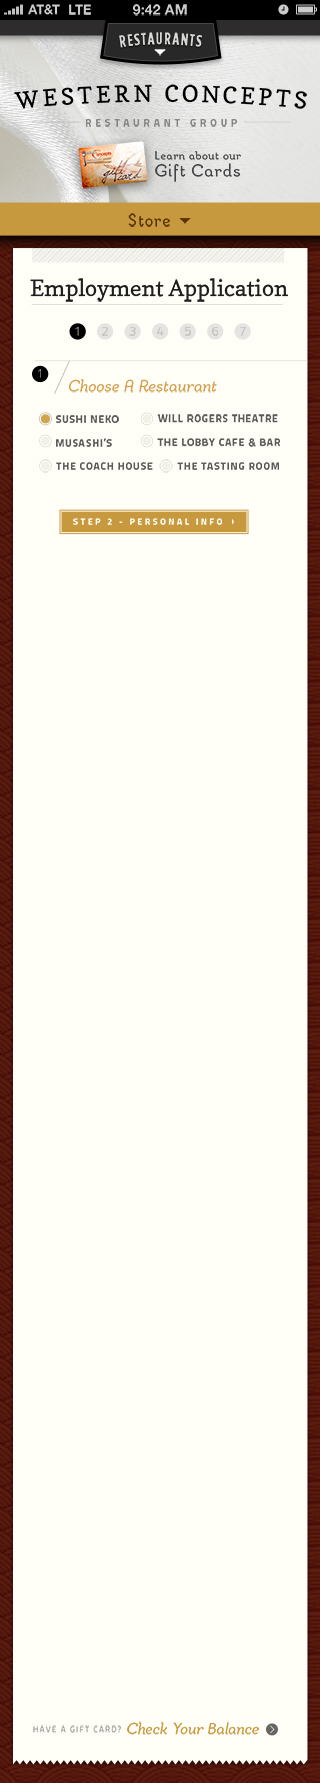 AT&T LTE 9:42 AM
RESTAURANTS
WESTERN CONCEPTS
RESTAURANT GROUP
Learn about our
Gift Cards
gift card
Store
Employment Application
1 2 3 4 5 6 7
1 Choose A Restaurant
SUSHI NEKO WILL ROGERS THEATRE
MUSASHI'S THE LOBBY CAFE & BAR
THE COACH HOUSE THE TASTING ROOM
STEP 2 - PERSONAL INFO
HAVE A GIFT CARD? Check Your Balance